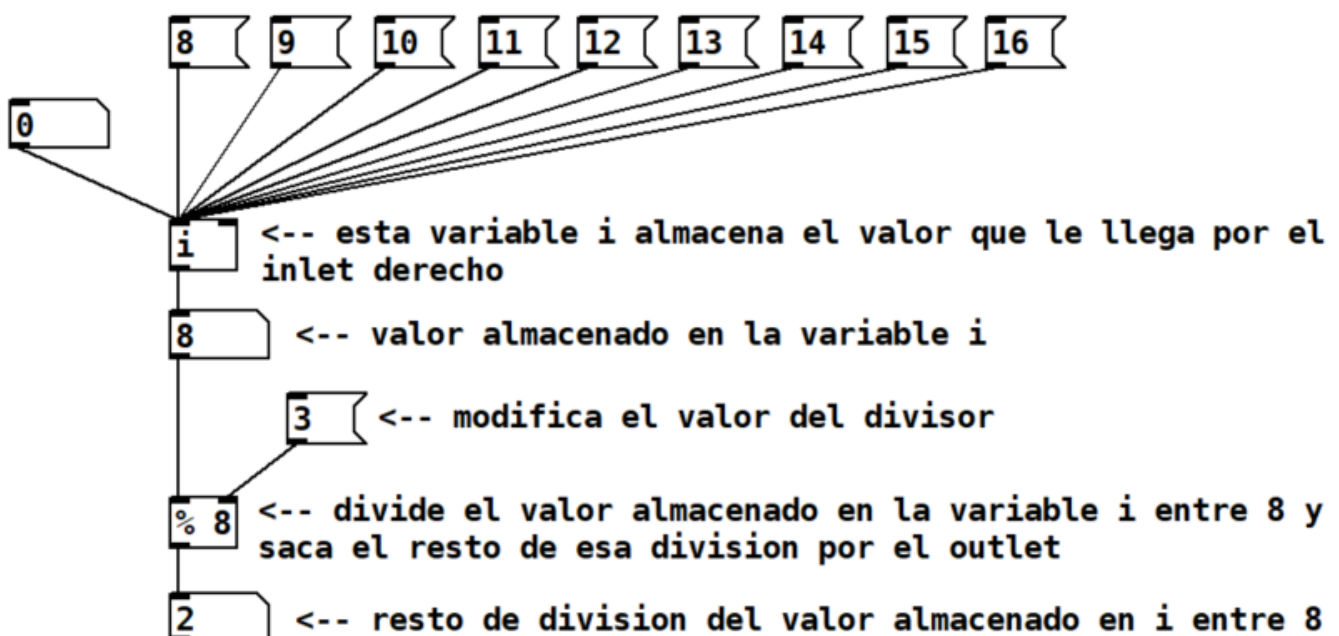 8 9 10 11 12 13 14 15 16
0
i <-- esta variable i almacena el valor que le llega por el
inlet derecho
8 <-- valor almacenado en la variable i
3 <-- modifica el valor del divisor
% 8 <-- divide el valor almacenado en la variable i entre 8 y
saca el resto de esa division por el outlet
2 <-- resto de division del valor almacenado en i entre 8